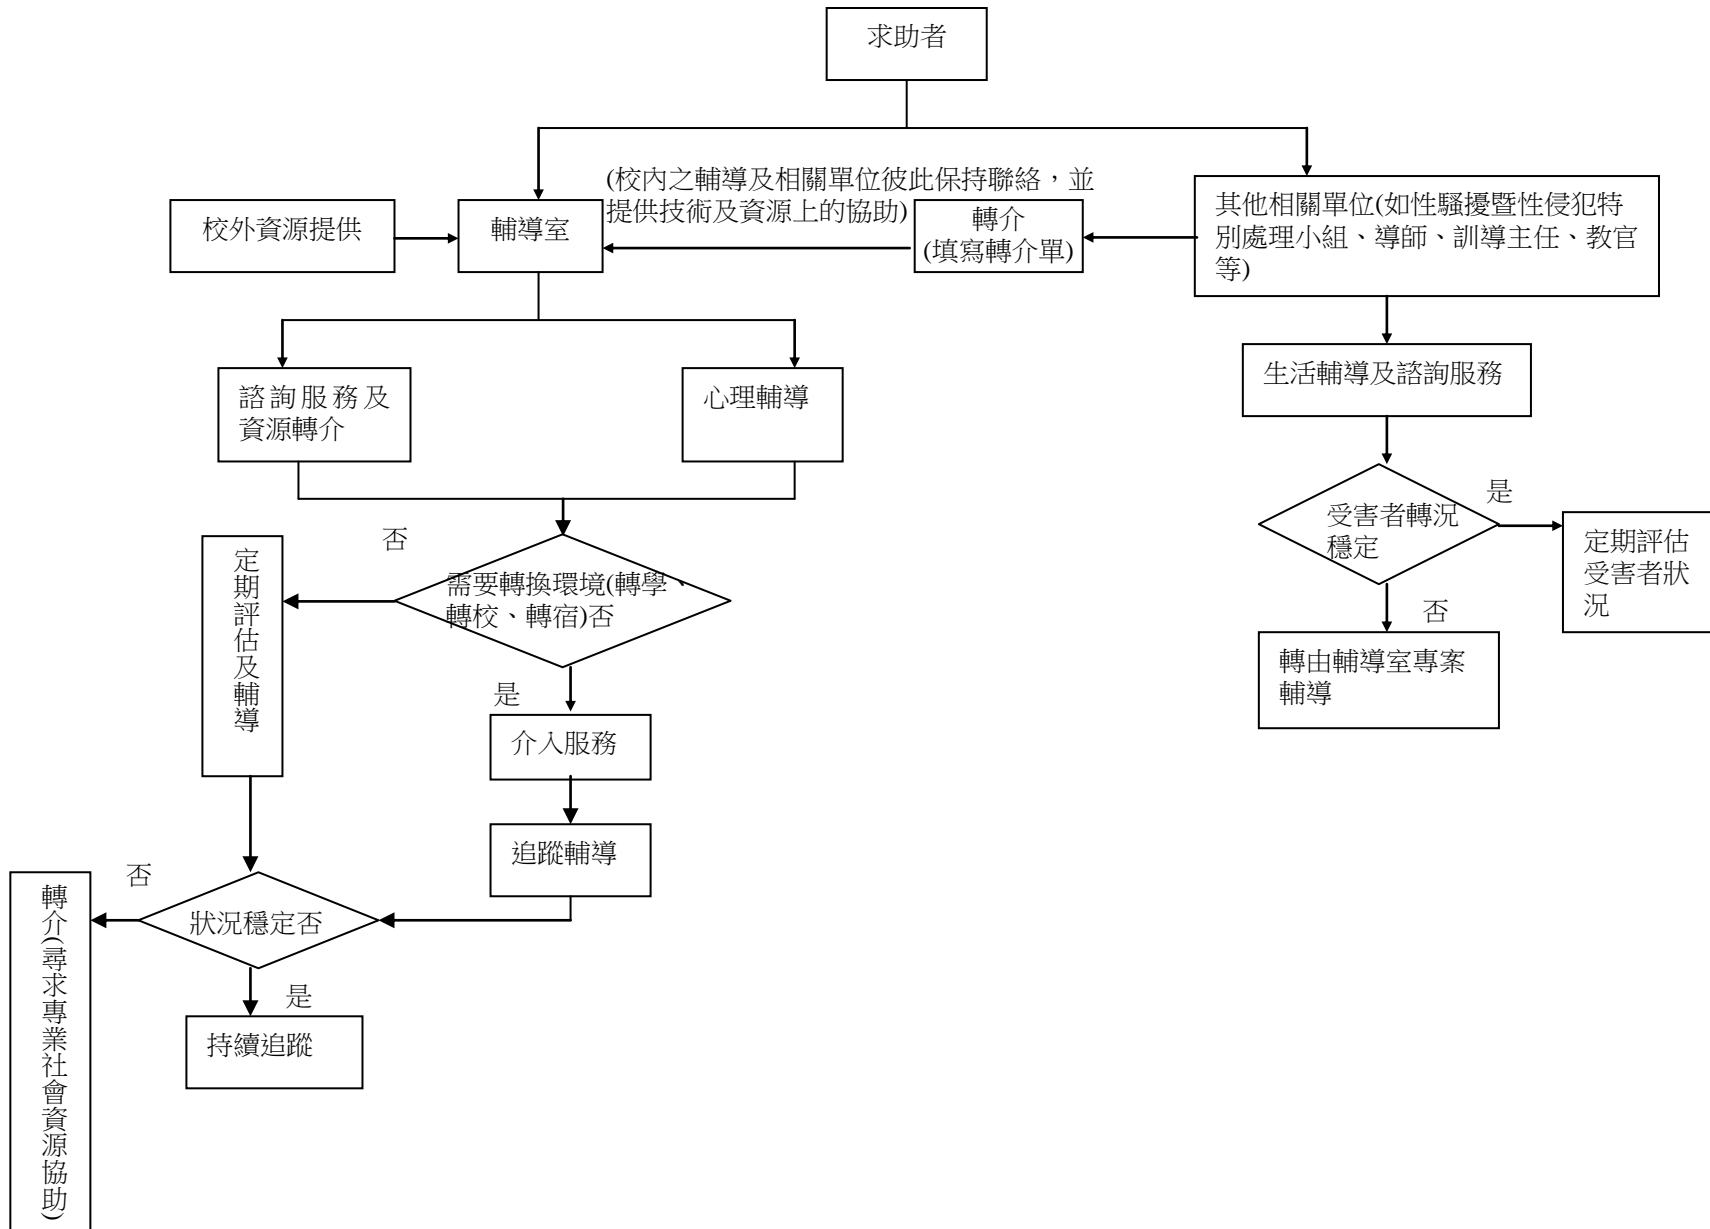 求助者
(校內之輔導及相關單位彼此保持聯絡，並
提供技術及資源上的協助)
校外資源提供
輔導室
轉介
(填寫轉介單)
其他相關單位(如性騷擾暨性侵犯特
別處理小組、導師、訓導主任、教官
等)
諮詢服務及
資源轉介
心理輔導
生活輔導及諮詢服務
受害者轉況
穩定
是
定期評估
受害者狀
況
否
轉由輔導室專案
輔導
否
定期評估及輔導
需要轉換環境(轉學、
轉校、轉宿)否
是
介入服務
追蹤輔導
否
狀況穩定否
轉介(尋求專業社會資源協助)
是
持續追蹤